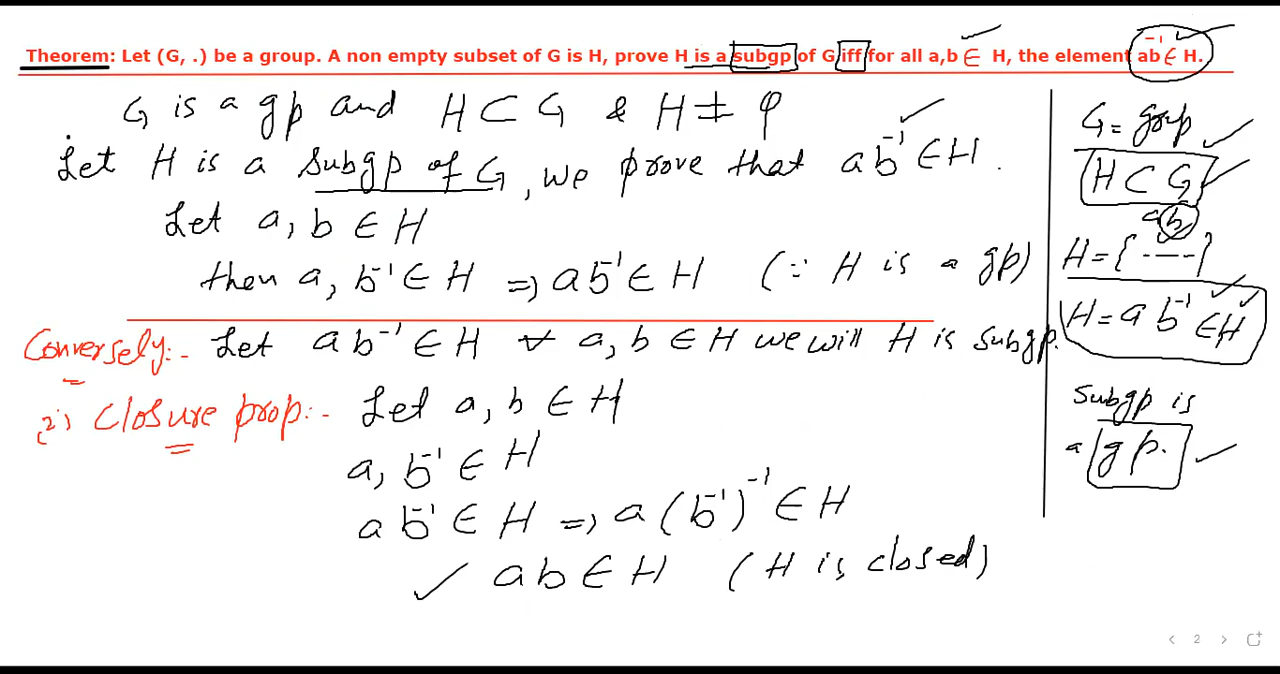 Theorem: Let (G, .) be a group. A non empty subset of G is H, prove H is a subgp of G iff for all a,b ∈ H, the element ab⁻¹ ∈ H.
G is a gp and H ⊂ G & H ≠ φ
Let H is a subgp of G, we prove that ab⁻¹ ∈ H.
Let a, b ∈ H
then a, b⁻¹ ∈ H => ab⁻¹ ∈ H (∵ H is a gp)
Conversely:- Let ab⁻¹ ∈ H ∀ a, b ∈ H we will H is subgp.
Closure prop:- Let a, b ∈ H
a, b⁻¹ ∈ H
ab⁻¹ ∈ H => a(b⁻¹)⁻¹ ∈ H
ab ∈ H (H is closed)
G = group
H ⊂ G
ab
H = { ---- }
H = ab⁻¹ ∈ H
Subgp is
a gp.
2